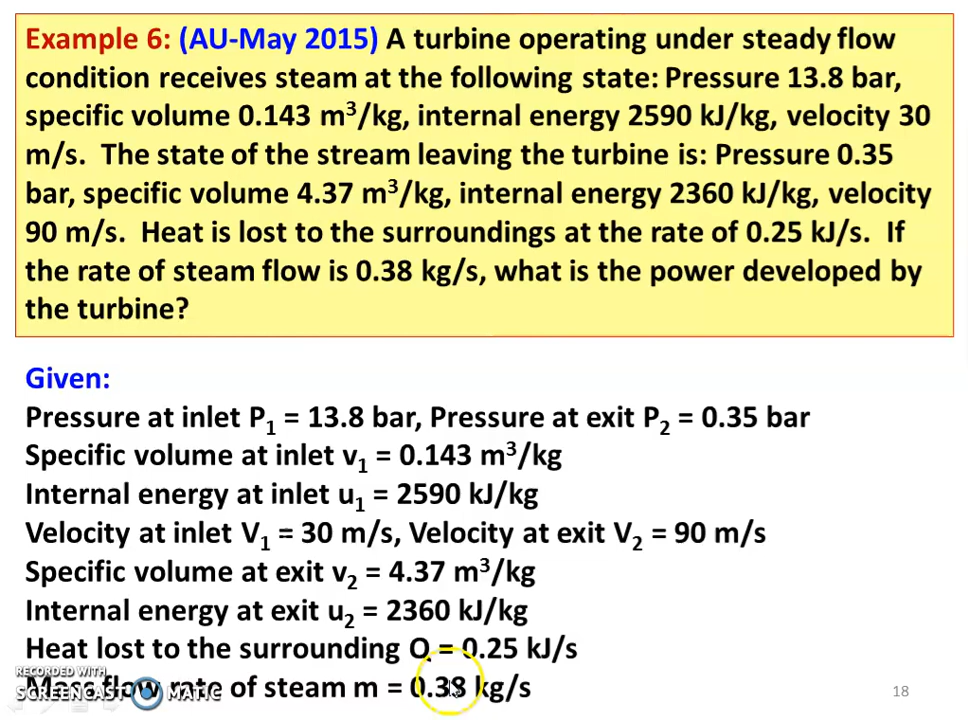 Example 6: (AU-May 2015) A turbine operating under steady flow
condition receives steam at the following state: Pressure 13.8 bar,
specific volume 0.143 m³/kg, internal energy 2590 kJ/kg, velocity 30
m/s. The state of the stream leaving the turbine is: Pressure 0.35
bar, specific volume 4.37 m³/kg, internal energy 2360 kJ/kg, velocity
90 m/s. Heat is lost to the surroundings at the rate of 0.25 kJ/s. If
the rate of steam flow is 0.38 kg/s, what is the power developed by
the turbine?
Given:
Pressure at inlet P₁ = 13.8 bar, Pressure at exit P₂ = 0.35 bar
Specific volume at inlet v₁ = 0.143 m³/kg
Internal energy at inlet u₁ = 2590 kJ/kg
Velocity at inlet V₁ = 30 m/s, Velocity at exit V₂ = 90 m/s
Specific volume at exit v₂ = 4.37 m³/kg
Internal energy at exit u₂ = 2360 kJ/kg
Heat lost to the surrounding Q = 0.25 kJ/s
Mass flow rate of steam m = 0.38 kg/s
RECORDED WITH
SCREENCAST MATIC
18